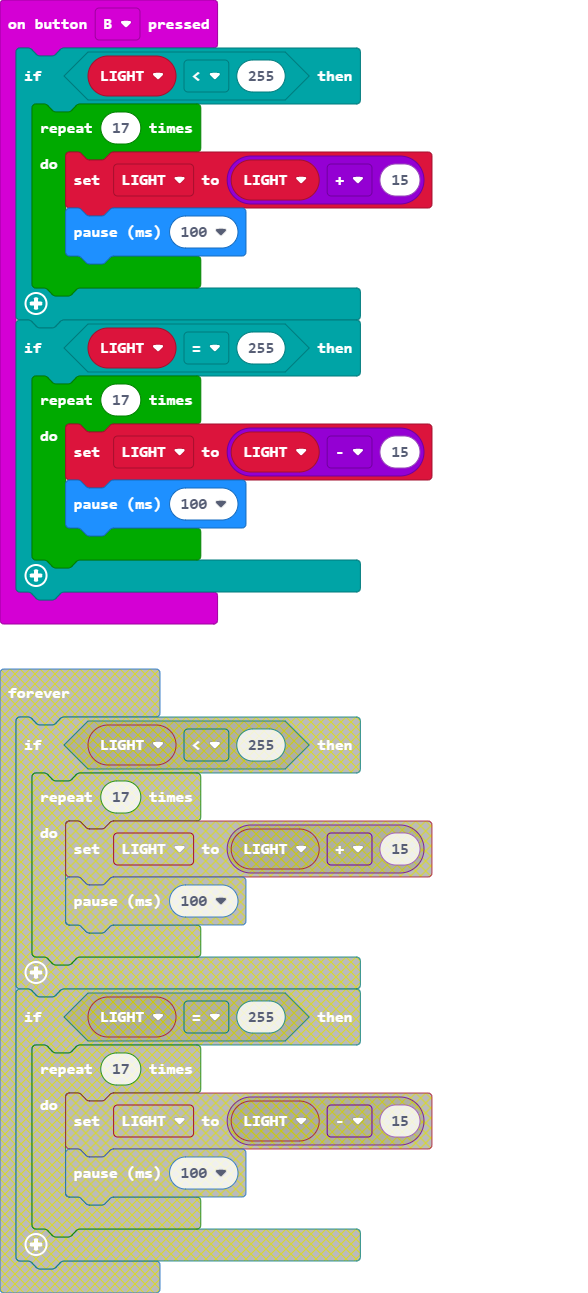 on button B pressed
if LIGHT < 255 then
repeat 17 times
do
set LIGHT to LIGHT + 15
pause (ms) 100
if LIGHT = 255 then
repeat 17 times
do
set LIGHT to LIGHT - 15
pause (ms) 100
forever
if LIGHT < 255 then
repeat 17 times
do
set LIGHT to LIGHT + 15
pause (ms) 100
if LIGHT = 255 then
repeat 17 times
do
set LIGHT to LIGHT - 15
pause (ms) 100